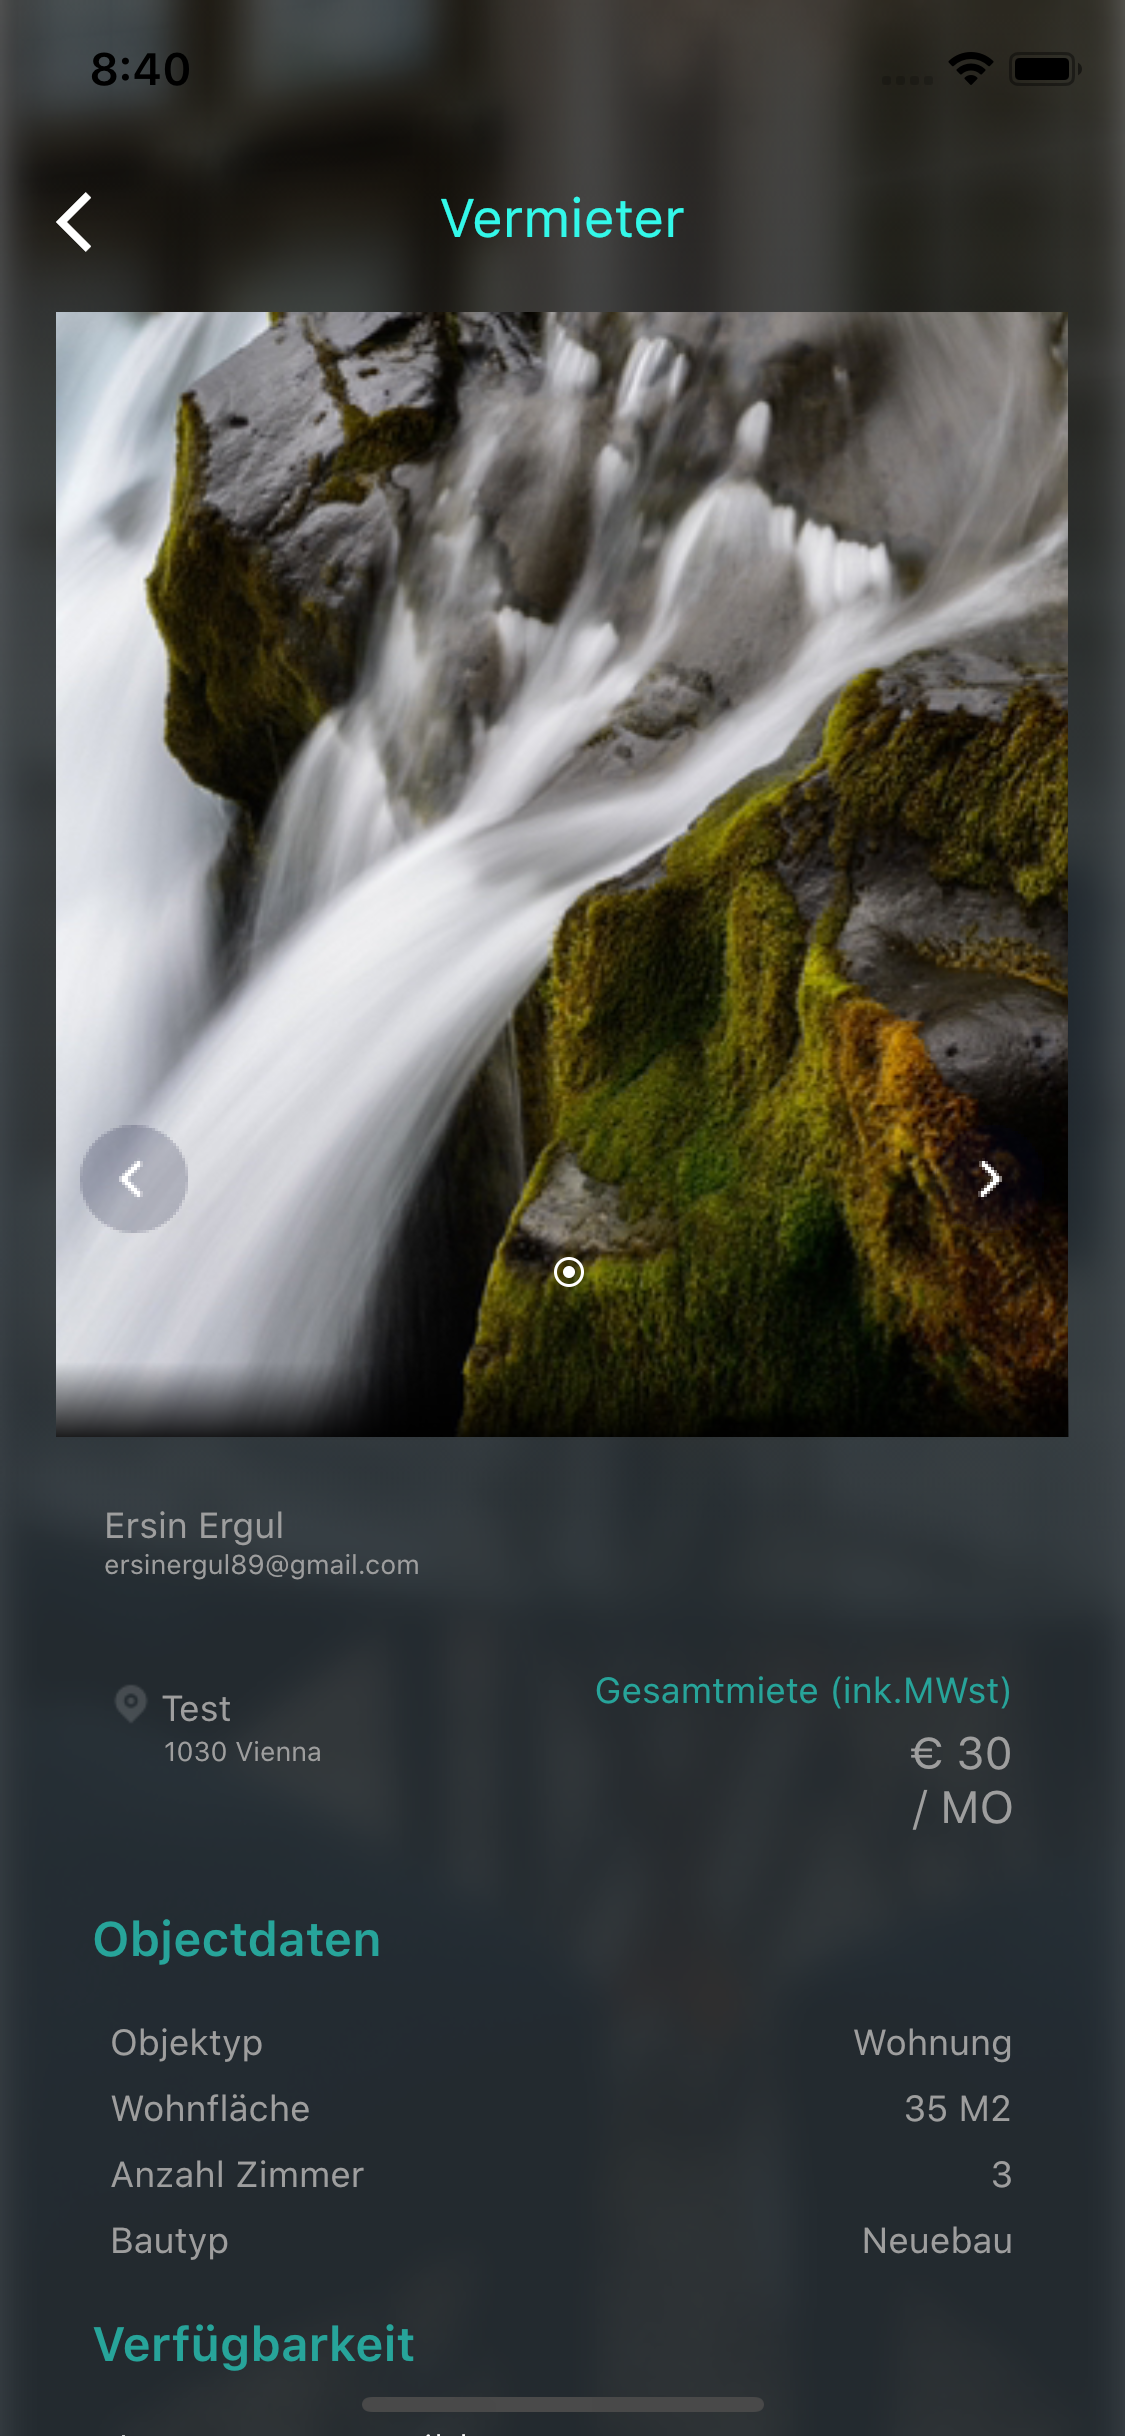 8:40
Vermieter
Ersin Ergul
ersinergul89@gmail.com
Test
1030 Vienna
Gesamtmiete (ink.MWst)
€ 30
/ MO
Objectdaten
Objektyp Wohnung
Wohnfläche 35 M2
Anzahl Zimmer 3
Bautyp Neuebau
Verfügbarkeit